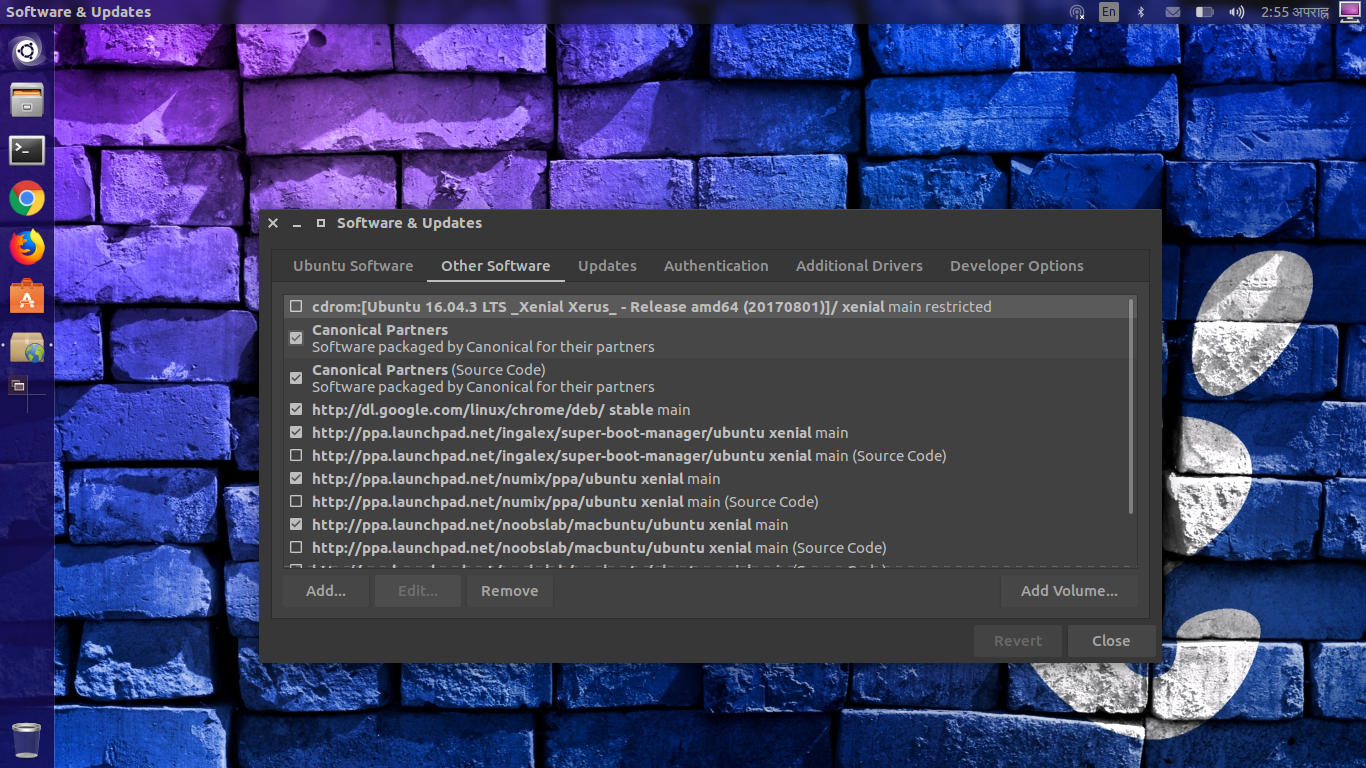 Software & Updates
En
2:55 अपराह्न
Software & Updates
Ubuntu Software Other Software Updates Authentication Additional Drivers Developer Options
cdrom:[Ubuntu 16.04.3 LTS _Xenial Xerus_ - Release amd64 (20170801)]/ xenial main restricted
Canonical Partners
Software packaged by Canonical for their partners
Canonical Partners (Source Code)
Software packaged by Canonical for their partners
http://dl.google.com/linux/chrome/deb/ stable main
http://ppa.launchpad.net/ingalex/super-boot-manager/ubuntu xenial main
http://ppa.launchpad.net/ingalex/super-boot-manager/ubuntu xenial main (Source Code)
http://ppa.launchpad.net/numix/ppa/ubuntu xenial main
http://ppa.launchpad.net/numix/ppa/ubuntu xenial main (Source Code)
http://ppa.launchpad.net/noobslab/macbuntu/ubuntu xenial main
http://ppa.launchpad.net/noobslab/macbuntu/ubuntu xenial main (Source Code)
Add... Edit... Remove Add Volume...
Revert Close